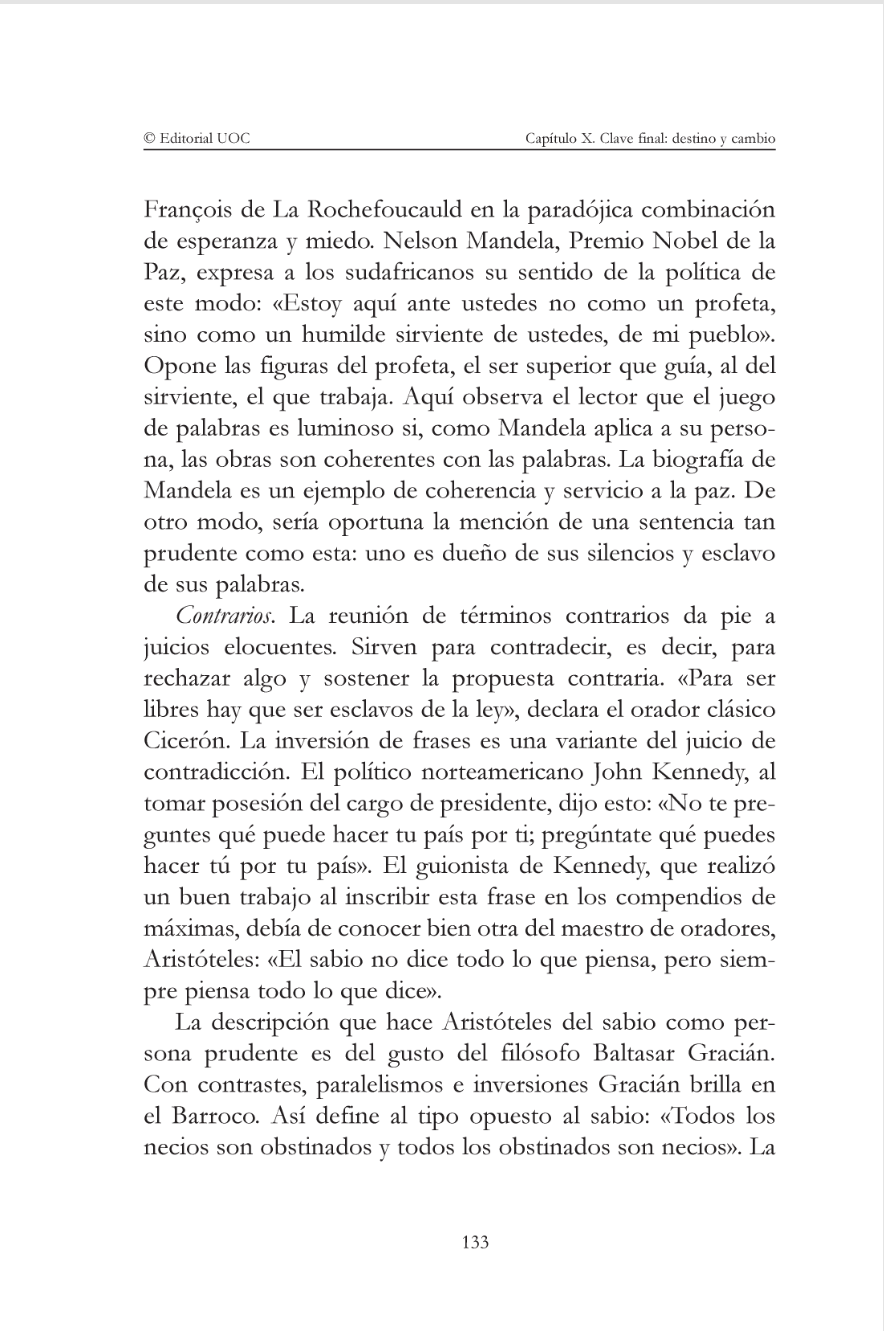 © Editorial UOC
Capítulo X. Clave final: destino y cambio
François de La Rochefoucauld en la paradójica combinación
de esperanza y miedo. Nelson Mandela, Premio Nobel de la
Paz, expresa a los sudafricanos su sentido de la política de
este modo: «Estoy aquí ante ustedes no como un profeta,
sino como un humilde sirviente de ustedes, de mi pueblo».
Opone las figuras del profeta, el ser superior que guía, al del
sirviente, el que trabaja. Aquí observa el lector que el juego
de palabras es luminoso si, como Mandela aplica a su perso-
na, las obras son coherentes con las palabras. La biografía de
Mandela es un ejemplo de coherencia y servicio a la paz. De
otro modo, sería oportuna la mención de una sentencia tan
prudente como esta: uno es dueño de sus silencios y esclavo
de sus palabras.
Contrarios. La reunión de términos contrarios da pie a
juicios elocuentes. Sirven para contradecir, es decir, para
rechazar algo y sostener la propuesta contraria. «Para ser
libres hay que ser esclavos de la ley», declara el orador clásico
Cicerón. La inversión de frases es una variante del juicio de
contradicción. El político norteamericano John Kennedy, al
tomar posesión del cargo de presidente, dijo esto: «No te pre-
guntes qué puede hacer tu país por ti; pregúntate qué puedes
hacer tú por tu país». El guionista de Kennedy, que realizó
un buen trabajo al inscribir esta frase en los compendios de
máximas, debía de conocer bien otra del maestro de oradores,
Aristóteles: «El sabio no dice todo lo que piensa, pero siem-
pre piensa todo lo que dice».
La descripción que hace Aristóteles del sabio como per-
sona prudente es del gusto del filósofo Baltasar Gracián.
Con contrastes, paralelismos e inversiones Gracián brilla en
el Barroco. Así define al tipo opuesto al sabio: «Todos los
necios son obstinados y todos los obstinados son necios». La
133